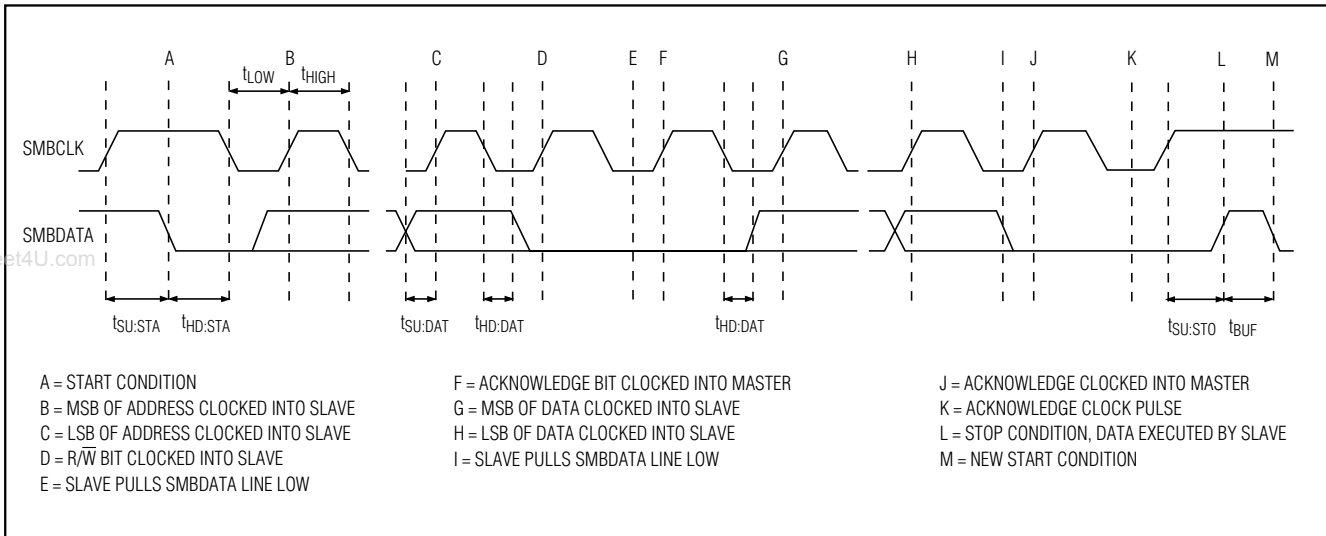 A B C D E F G H I J K L M
tLOW tHIGH
SMBCLK
SMBDATA
et4U.com
tSU:STA tHD:STA tSU:DAT tHD:DAT tHD:DAT tSU:STO tBUF
A = START CONDITION
B = MSB OF ADDRESS CLOCKED INTO SLAVE
C = LSB OF ADDRESS CLOCKED INTO SLAVE
D = R/W̅ BIT CLOCKED INTO SLAVE
E = SLAVE PULLS SMBDATA LINE LOW
F = ACKNOWLEDGE BIT CLOCKED INTO MASTER
G = MSB OF DATA CLOCKED INTO SLAVE
H = LSB OF DATA CLOCKED INTO SLAVE
I = SLAVE PULLS SMBDATA LINE LOW
J = ACKNOWLEDGE CLOCKED INTO MASTER
K = ACKNOWLEDGE CLOCK PULSE
L = STOP CONDITION, DATA EXECUTED BY SLAVE
M = NEW START CONDITION